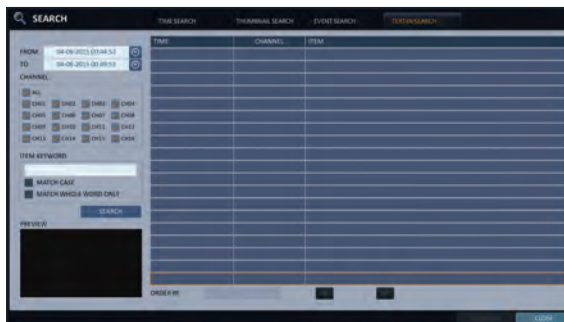 SEARCH
TIME SEARCH
THUMBNAIL SEARCH
EVENT SEARCH
TEXT-IN SEARCH
FROM
TO
CHANNEL
ALL
CH01 CH02 CH03 CH04
CH05 CH06 CH07 CH08
CH09 CH10 CH11 CH12
CH13 CH14 CH15 CH16
ITEM KEYWORD
MATCH CASE
MATCH WHOLE WORD ONLY
SEARCH
PREVIEW
TIME CHANNEL ITEM
ORDER BY
CLOSE